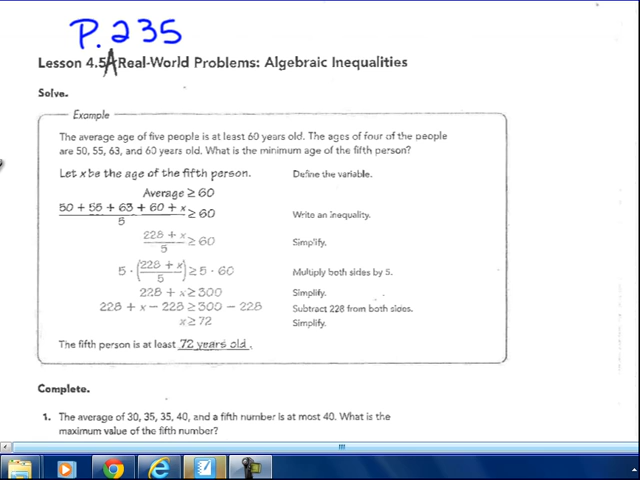 P. 235
Lesson 4.5A Real-World Problems: Algebraic Inequalities
Solve.
Example
The average age of five people is at least 60 years old. The ages of four of the people
are 50, 55, 63, and 60 years old. What is the minimum age of the fifth person?
Let x be the age of the fifth person. Define the variable.
Average ≥ 60
50 + 55 + 63 + 60 + x / 5 ≥ 60 Write an inequality.
228 + x / 5 ≥ 60 Simplify.
5 · (228 + x / 5) ≥ 5 · 60 Multiply both sides by 5.
228 + x ≥ 300 Simplify.
228 + x − 228 ≥ 300 − 228 Subtract 228 from both sides.
x ≥ 72 Simplify.
The fifth person is at least 72 years old.
Complete.
1. The average of 30, 35, 35, 40, and a fifth number is at most 40. What is the
maximum value of the fifth number?